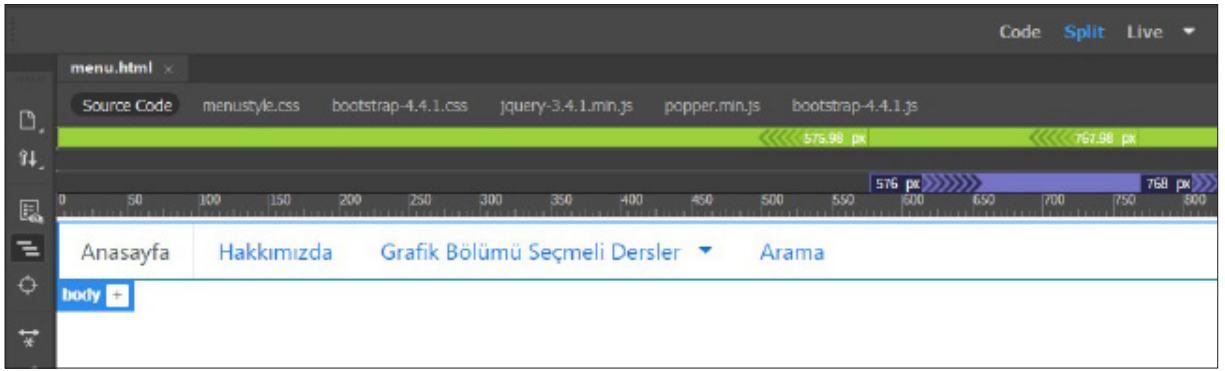 Code Split Live
menu.html ×
Source Code menustyle.css bootstrap-4.4.1.css jquery-3.4.1.min.js popper.min.js bootstrap-4.4.1.js
575.98 px 767.98 px
576 px 768 px
0 50 100 150 200 250 300 350 400 450 500 550 600 650 700 750 800
Anasayfa Hakkımızda Grafik Bölümü Seçmeli Dersler Arama
body +